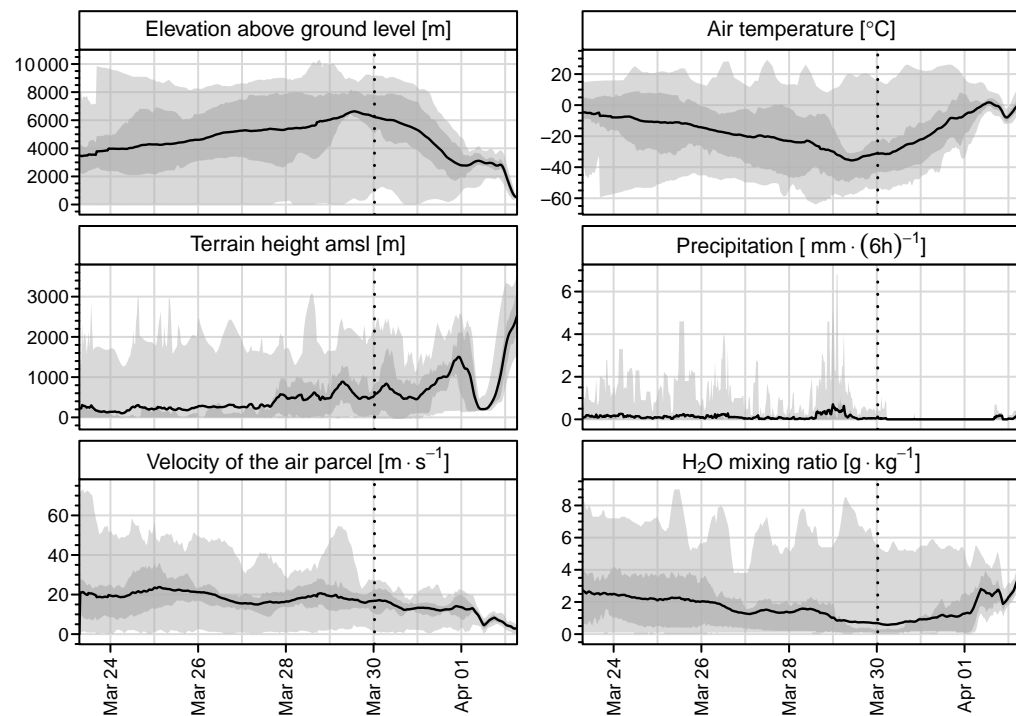 Elevation above ground level [m]
Air temperature [°C]
10000
8000
6000
4000
2000
0
20
0
−20
−40
−60
Terrain height amsl [m]
Precipitation [ mm · (6h)⁻¹]
3000
2000
1000
0
6
4
2
0
Velocity of the air parcel [m · s⁻¹]
H₂O mixing ratio [g · kg⁻¹]
60
40
20
0
8
6
4
2
0
Mar 24
Mar 26
Mar 28
Mar 30
Apr 01
Mar 24
Mar 26
Mar 28
Mar 30
Apr 01